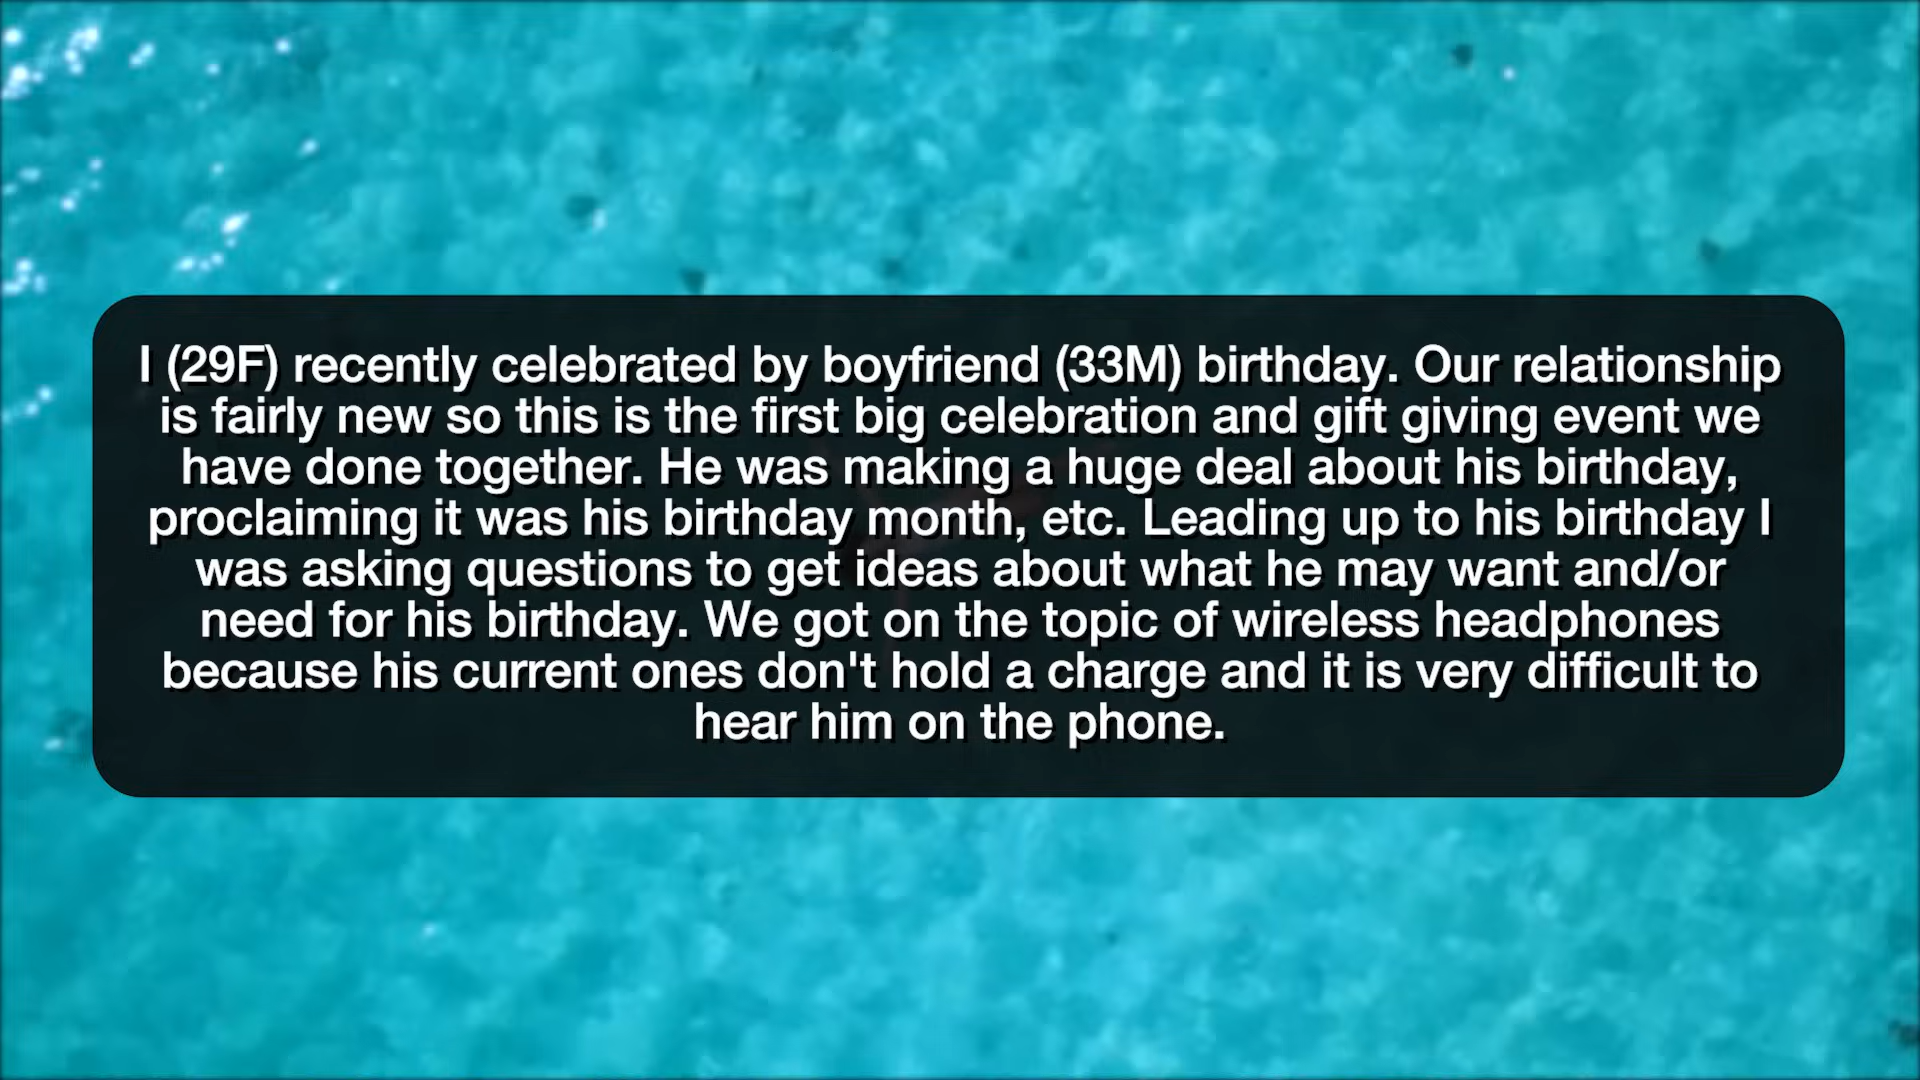 I (29F) recently celebrated by boyfriend (33M) birthday. Our relationship
is fairly new so this is the first big celebration and gift giving event we
have done together. He was making a huge deal about his birthday,
proclaiming it was his birthday month, etc. Leading up to his birthday I
was asking questions to get ideas about what he may want and/or
need for his birthday. We got on the topic of wireless headphones
because his current ones don't hold a charge and it is very difficult to
hear him on the phone.